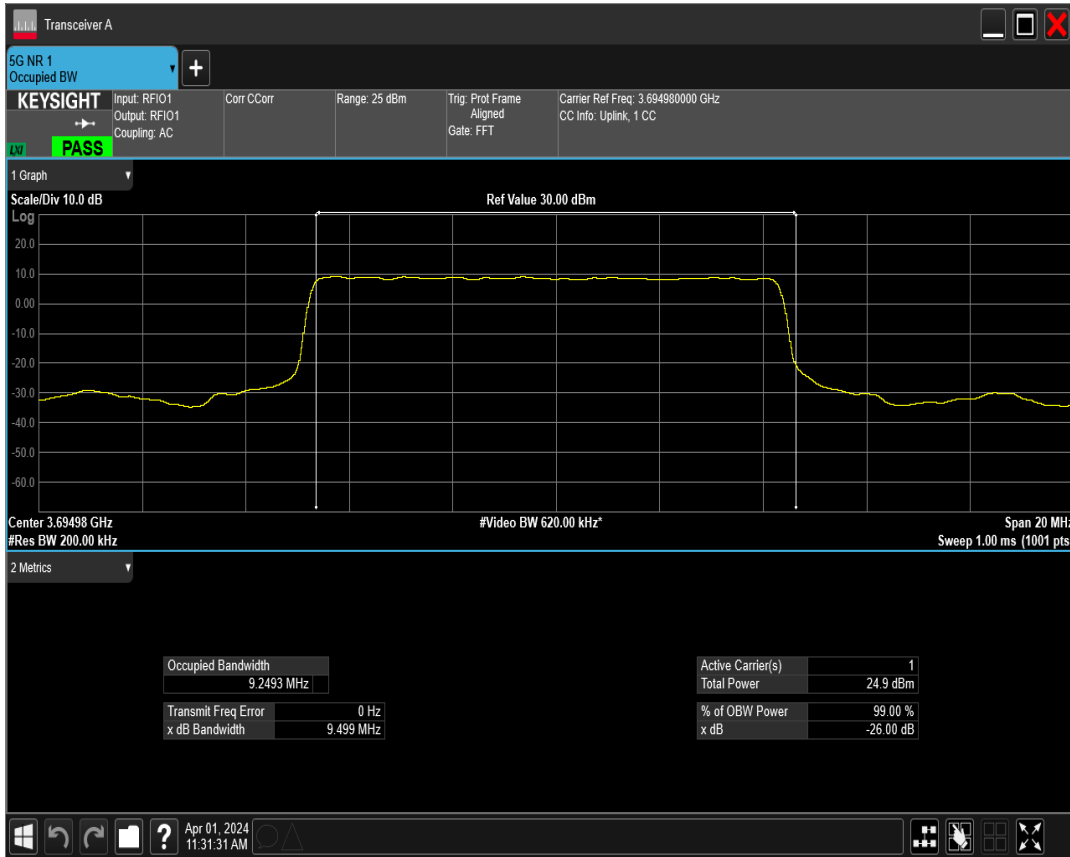 Transceiver A
5G NR 1
Occupied BW
+
KEYSIGHT
LXI PASS
Input: RFIO1
Output: RFIO1
Coupling: AC
Corr CCorr
Range: 25 dBm
Trig: Prot Frame
Aligned
Gate: FFT
Carrier Ref Freq: 3.694980000 GHz
CC Info: Uplink, 1 CC
1 Graph
Scale/Div 10.0 dB
Ref Value 30.00 dBm
Log
20.0
10.0
0.00
-10.0
-20.0
-30.0
-40.0
-50.0
-60.0
Center 3.69498 GHz
#Video BW 620.00 kHz*
Span 20 MHz
#Res BW 200.00 kHz
Sweep 1.00 ms (1001 pts
2 Metrics
Occupied Bandwidth
9.2493 MHz
Transmit Freq Error 0 Hz
x dB Bandwidth 9.499 MHz
Active Carrier(s) 1
Total Power 24.9 dBm
% of OBW Power 99.00 %
x dB -26.00 dB
?
Apr 01, 2024
11:31:31 AM